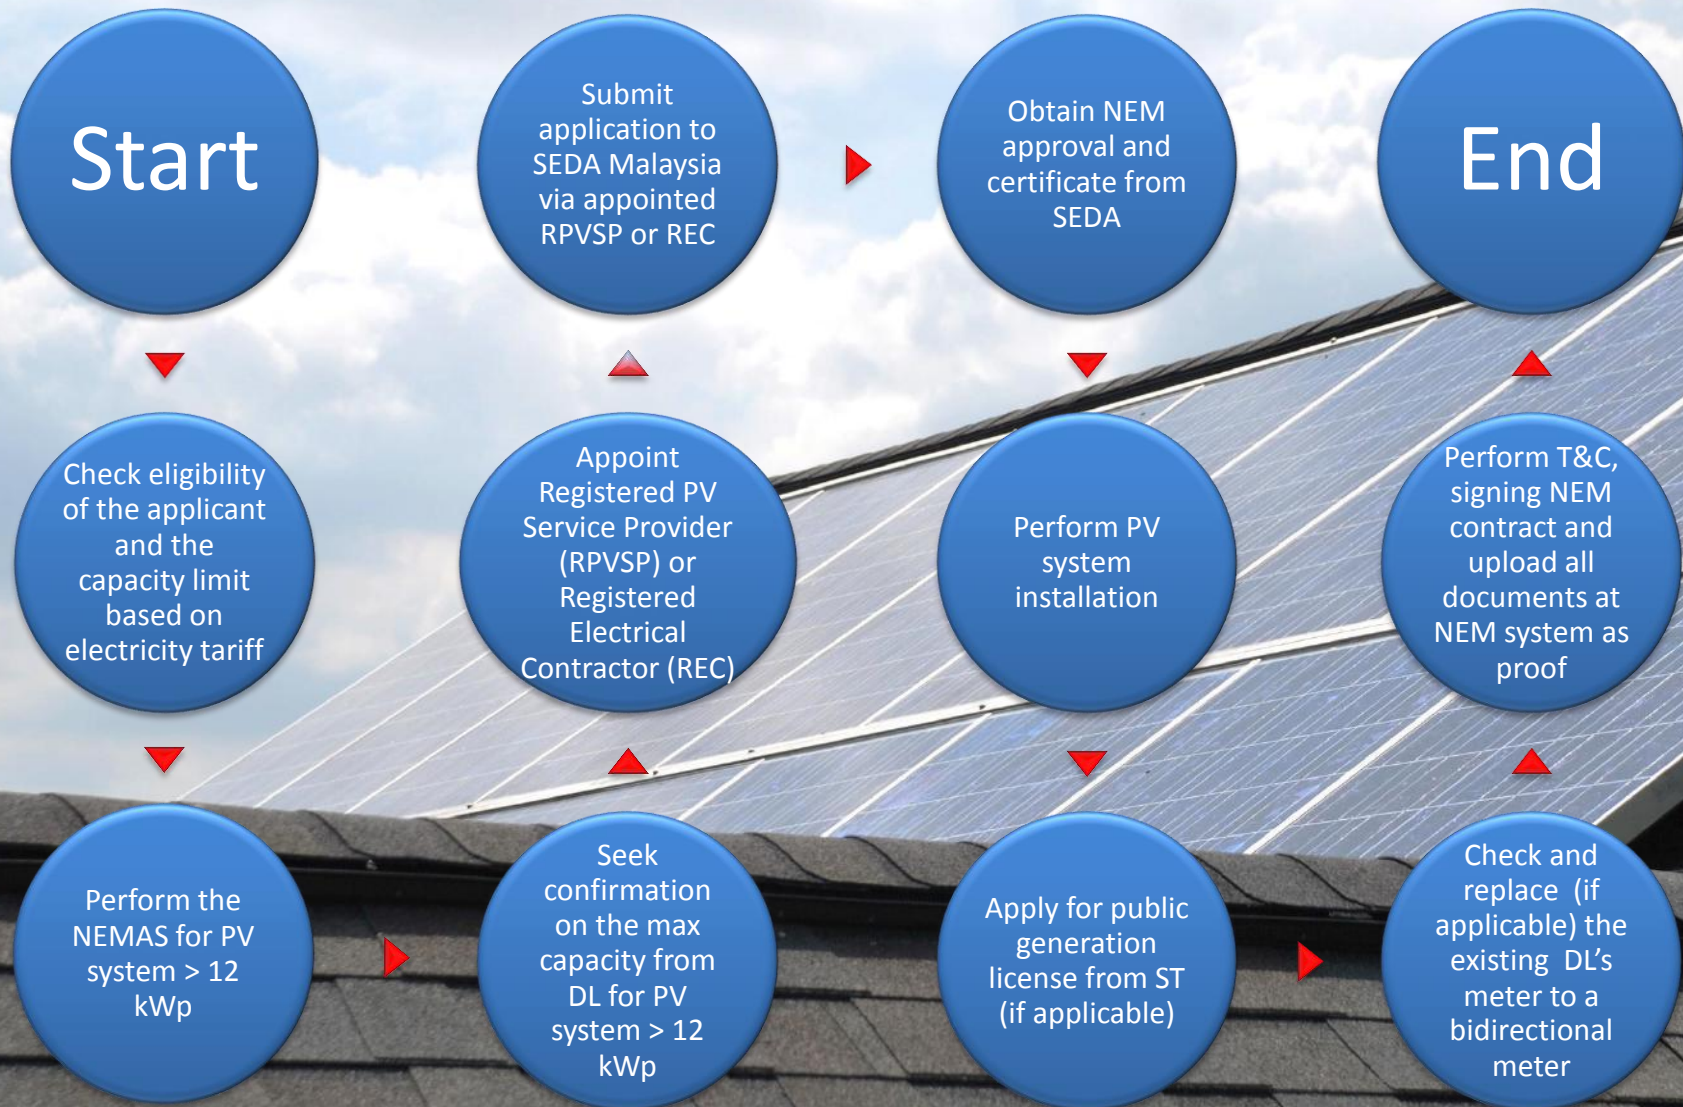 Start
Check eligibility
of the applicant
and the
capacity limit
based on
electricity tariff
Perform the
NEMAS for PV
system > 12
kWp
Seek
confirmation
on the max
capacity from
DL for PV
system > 12
kWp
Appoint
Registered PV
Service Provider
(RPVSP) or
Registered
Electrical
Contractor (REC)
Submit
application to
SEDA Malaysia
via appointed
RPVSP or REC
Obtain NEM
approval and
certificate from
SEDA
Perform PV
system
installation
Apply for public
generation
license from ST
(if applicable)
Check and
replace (if
applicable) the
existing DL's
meter to a
bidirectional
meter
Perform T&C,
signing NEM
contract and
upload all
documents at
NEM system as
proof
End